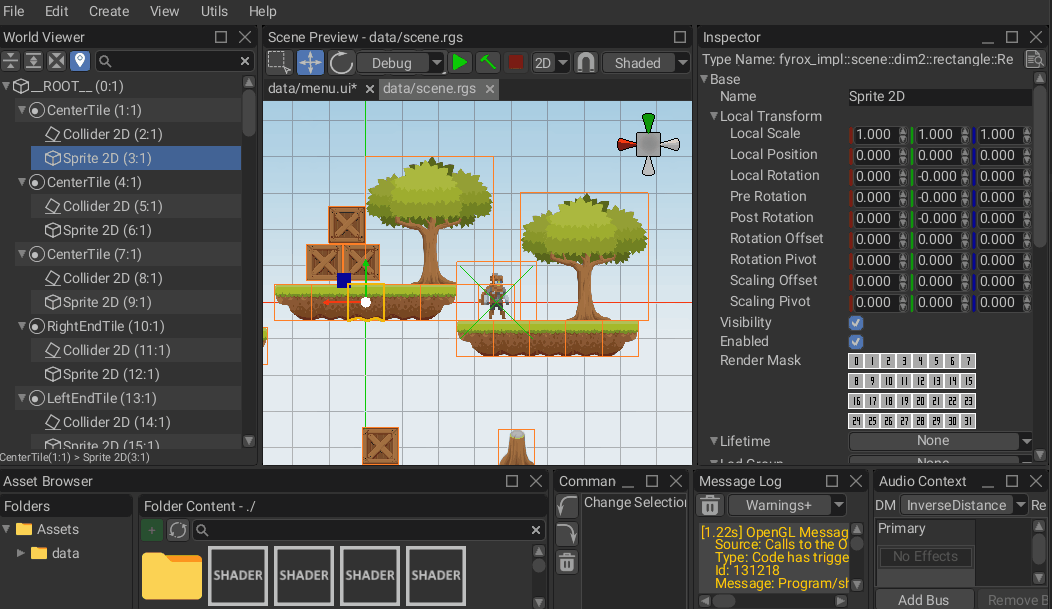 File Edit Create View Utils Help
World Viewer
__ROOT__ (0:1)
CenterTile (1:1)
Collider 2D (2:1)
Sprite 2D (3:1)
CenterTile (4:1)
Collider 2D (5:1)
Sprite 2D (6:1)
CenterTile (7:1)
Collider 2D (8:1)
Sprite 2D (9:1)
RightEndTile (10:1)
Collider 2D (11:1)
Sprite 2D (12:1)
LeftEndTile (13:1)
Collider 2D (14:1)
Sprite 2D (15:1)
CenterTile(1:1) > Sprite 2D(3:1)
Scene Preview - data/scene.rgs
Debug 2D Shaded
data/menu.ui* data/scene.rgs
Inspector
Type Name: fyrox_impl::scene::dim2::rectangle::Re
Base
Name Sprite 2D
Local Transform
Local Scale 1.000 1.000 1.000
Local Position 0.000 0.000 0.000
Local Rotation 0.000 -0.000 0.000
Pre Rotation 0.000 -0.000 0.000
Post Rotation 0.000 -0.000 0.000
Rotation Offset 0.000 0.000 0.000
Rotation Pivot 0.000 0.000 0.000
Scaling Offset 0.000 0.000 0.000
Scaling Pivot 0.000 0.000 0.000
Visibility
Enabled
Render Mask 0 1 2 3 4 5 6 7
8 9 10 11 12 13 14 15
16 17 18 19 20 21 22 23
24 25 26 27 28 29 30 31
Lifetime None
Lod Group None
Asset Browser
Folders
Assets
data
Folder Content - ./
+
SHADER SHADER SHADER SHADER
Comman
Change Selection
Message Log
Warnings+
[1.22s] OpenGL Messag
Source: Calls to the O
Type: Code has trigge
Id: 131218
Message: Program/sh
Audio Context
DM InverseDistance Re
Primary
No Effects
Add Bus Remove B